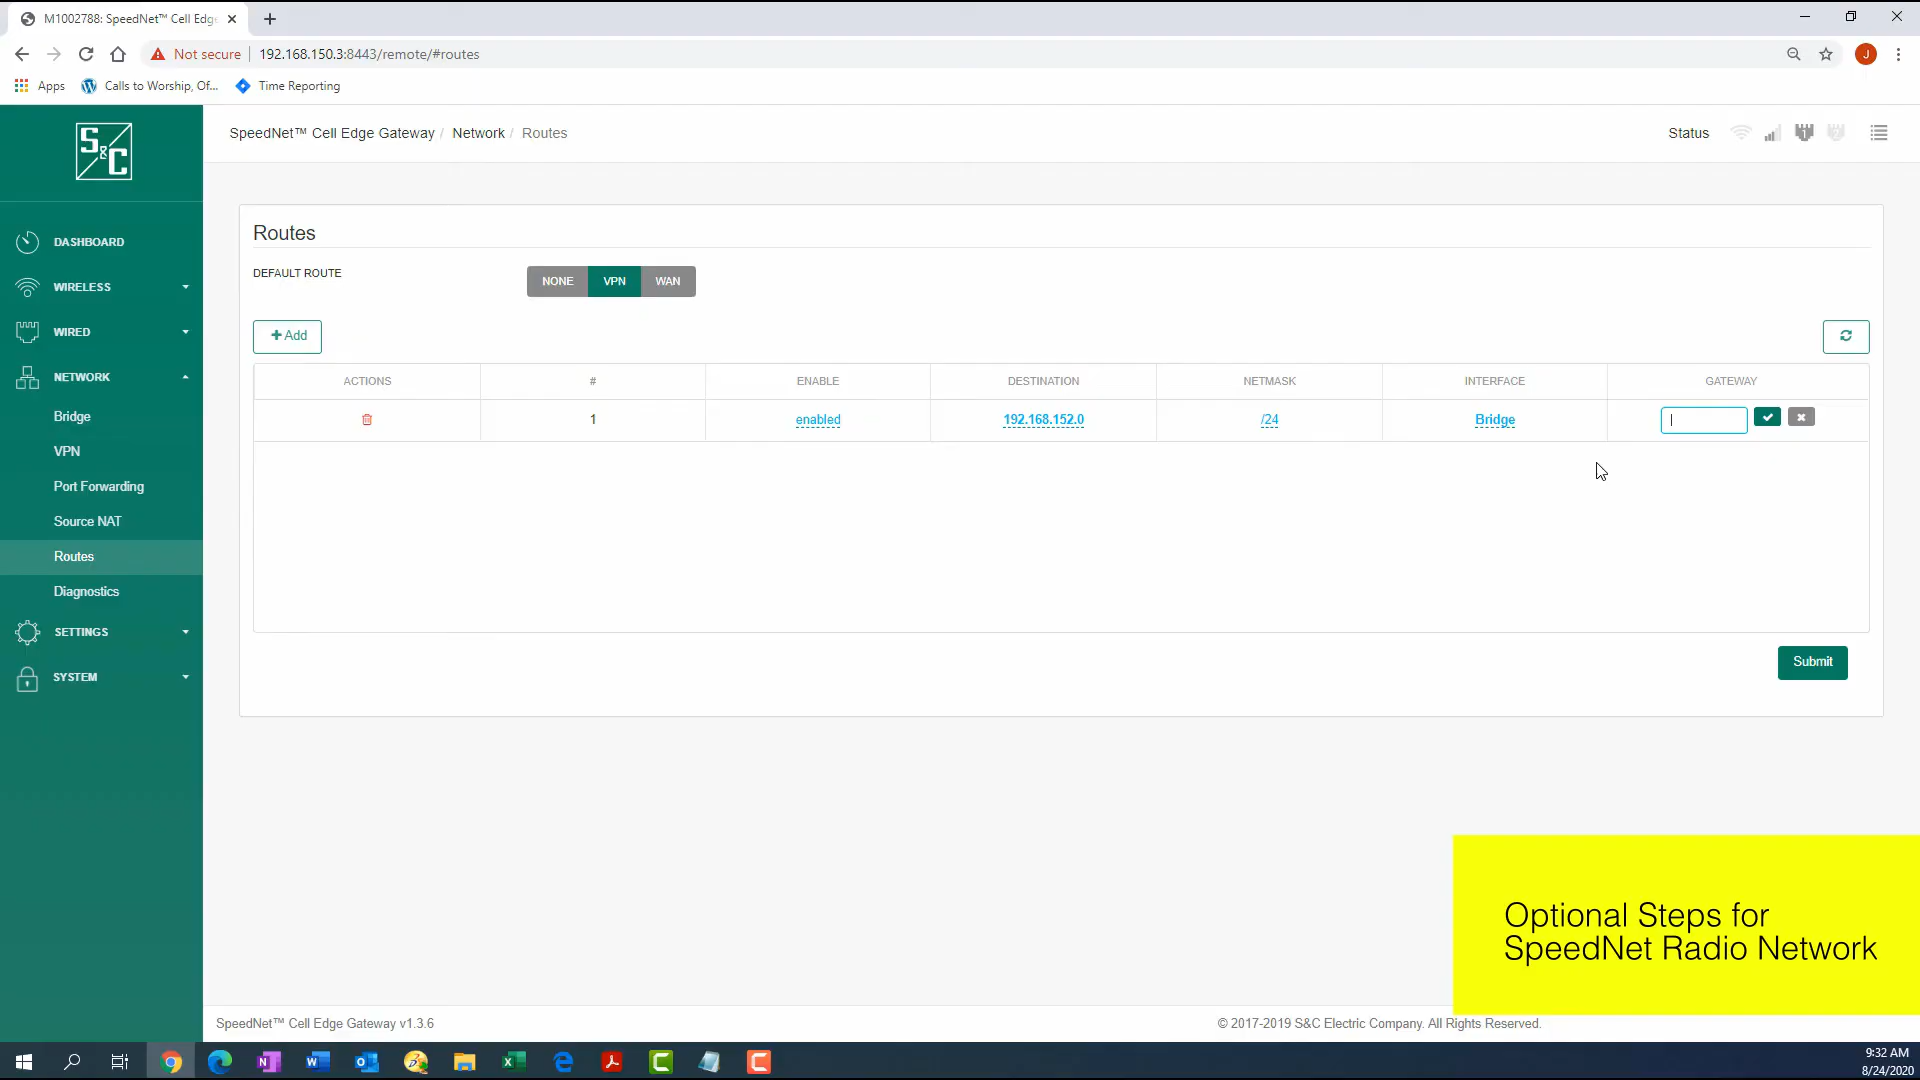 M1002788: SpeedNet™ Cell Edge
Not secure
192.168.150.3:8443/remote/#routes
J
Apps
Calls to Worship, Of...
Time Reporting
S&C
SpeedNet™ Cell Edge Gateway / Network / Routes
Status
1
2
DASHBOARD
WIRELESS
WIRED
NETWORK
Bridge
VPN
Port Forwarding
Source NAT
Routes
Diagnostics
SETTINGS
SYSTEM
Routes
DEFAULT ROUTE
NONE VPN WAN
Add
ACTIONS # ENABLE DESTINATION NETMASK INTERFACE GATEWAY
1 enabled 192.168.152.0 /24 Bridge
Submit
Optional Steps for
SpeedNet Radio Network
SpeedNet™ Cell Edge Gateway v1.3.6
© 2017-2019 S&C Electric Company. All Rights Reserved.
9:32 AM
8/24/2020